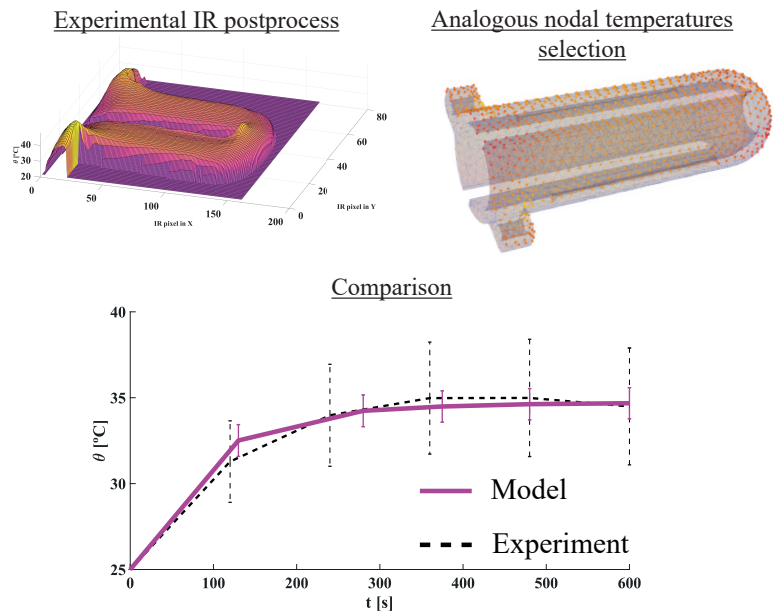 Experimental IR postprocess
Analogous nodal temperatures
selection
θ [°C]
40
30
20
0
50
100
150
200
IR pixel in X
0
20
40
60
80
IR pixel in Y
Comparison
θ [°C]
40
35
30
25
0
100
200
300
400
500
600
t [s]
Model
Experiment